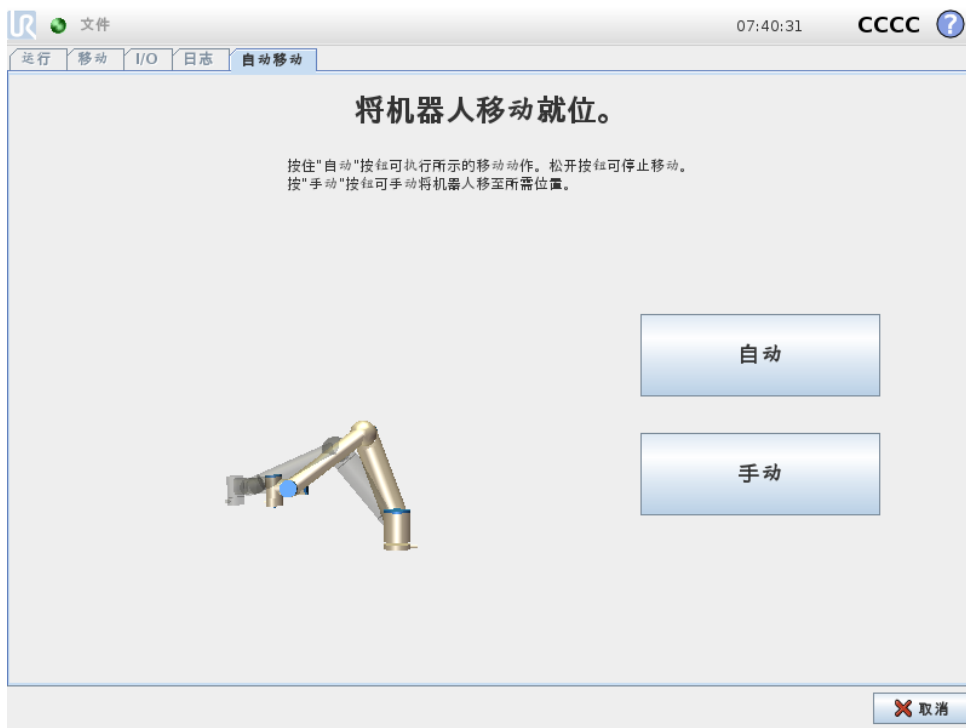 UR
文件
07:40:31
CCCC
?
运行
移动
I/O
日志
自动移动
将机器人移动就位。
按住"自动"按钮可执行所示的移动动作。松开按钮可停止移动。
按"手动"按钮可手动将机器人移至所需位置。
自动
手动
取消